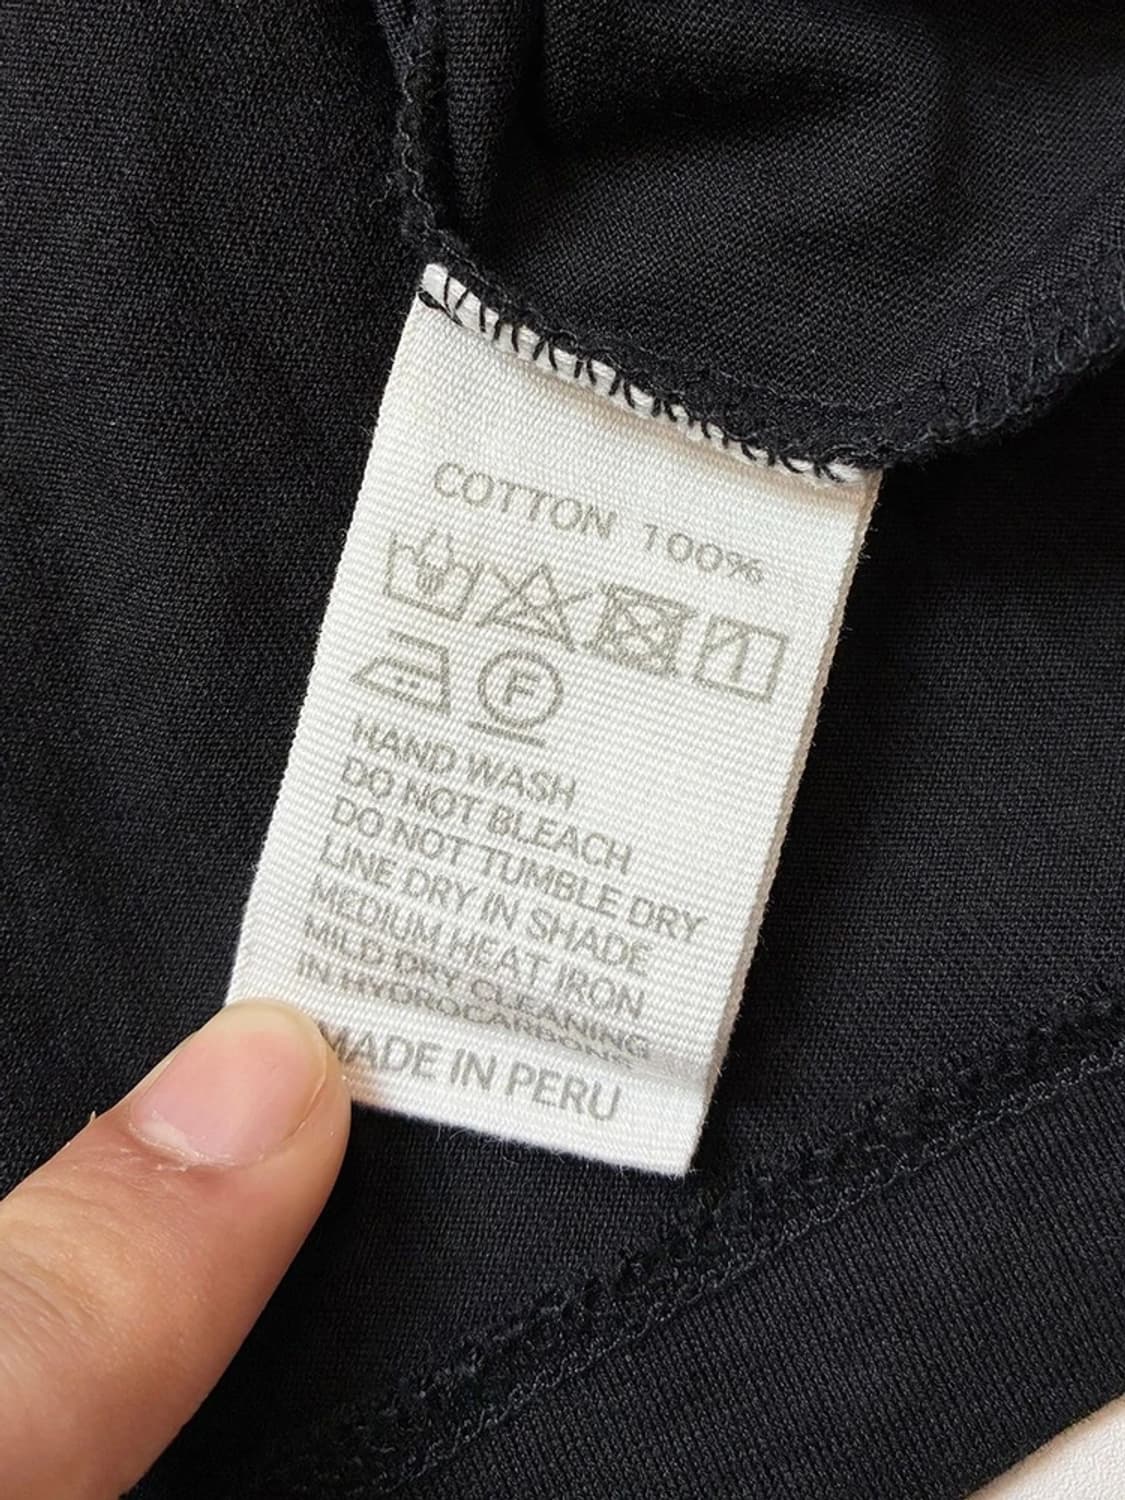 COTTON 100%
F
HAND WASH
DO NOT BLEACH
DO NOT TUMBLE DRY
LINE DRY IN SHADE
MEDIUM HEAT IRON
MILD DRY CLEANING
IN HYDROCARBONS
MADE IN PERU